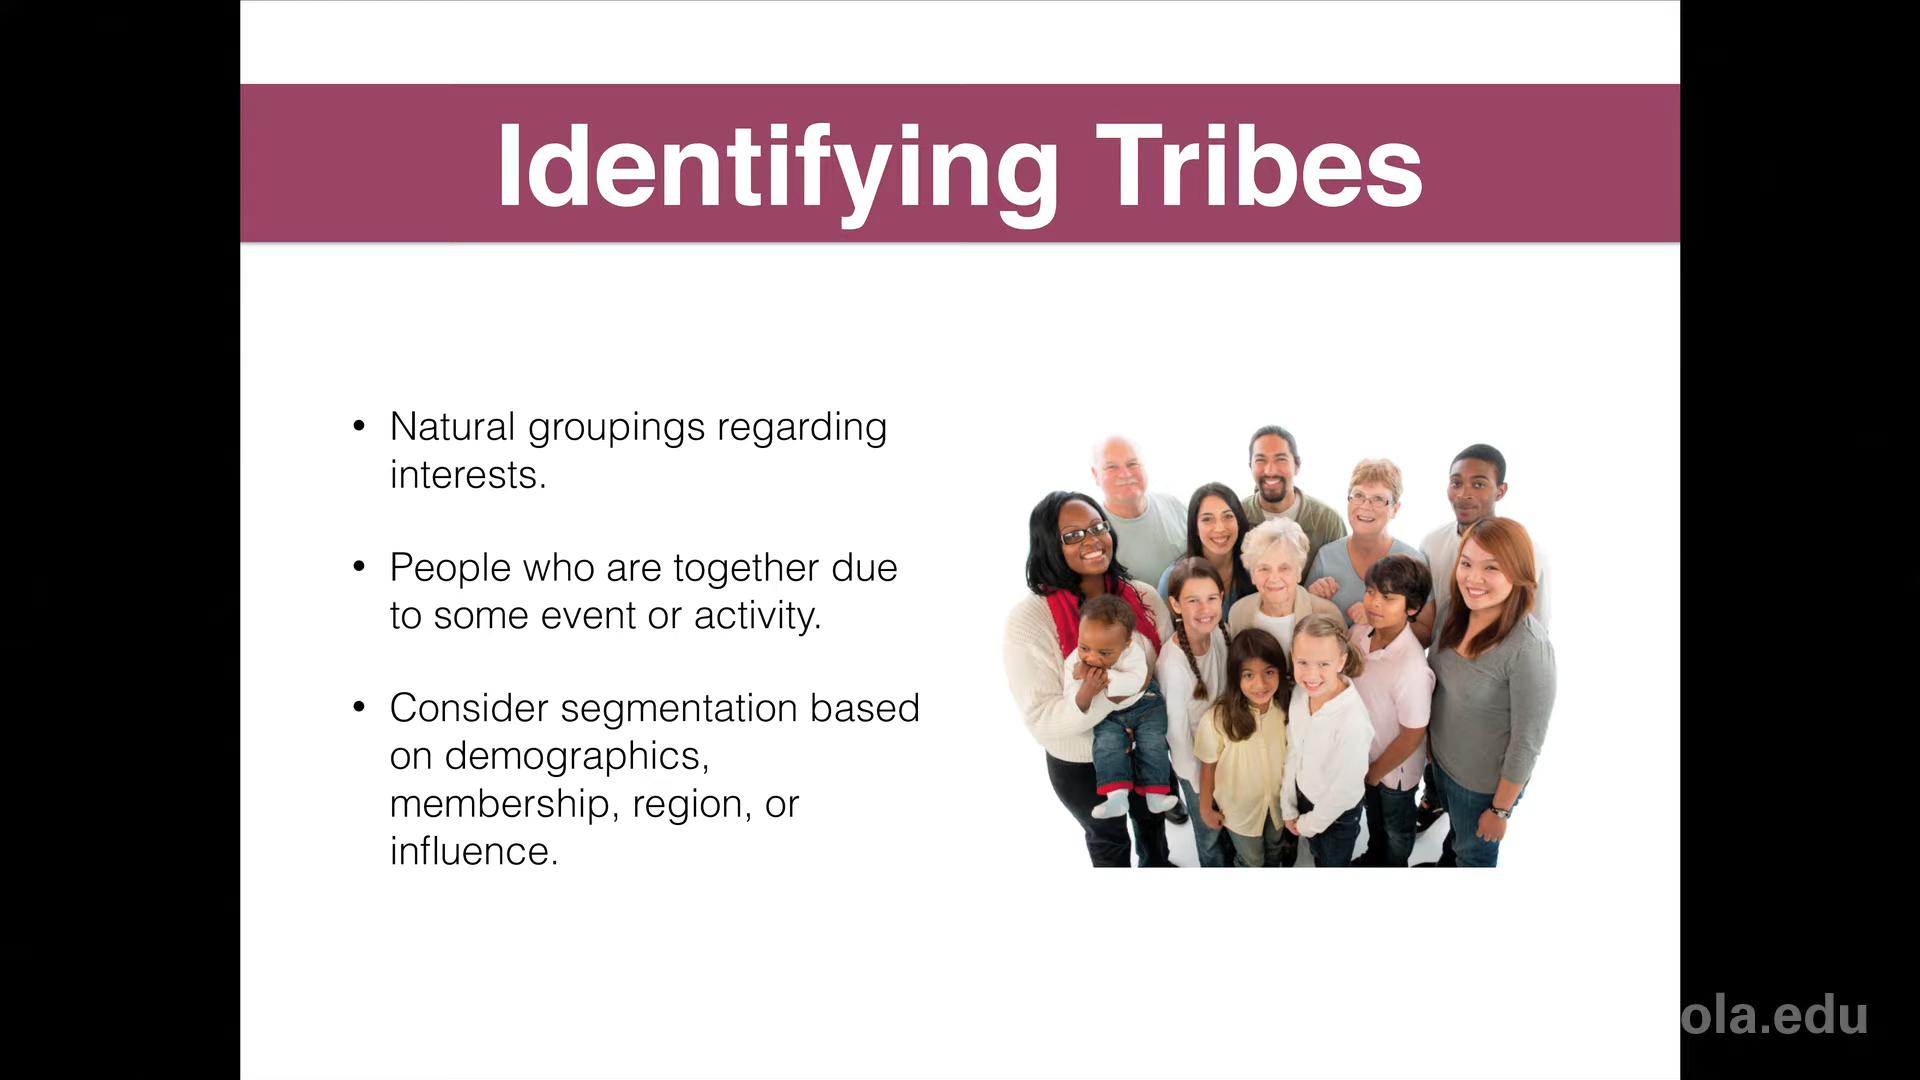 Identifying Tribes
• Natural groupings regarding
interests.
• People who are together due
to some event or activity.
• Consider segmentation based
on demographics,
membership, region, or
influence.
ola.edu